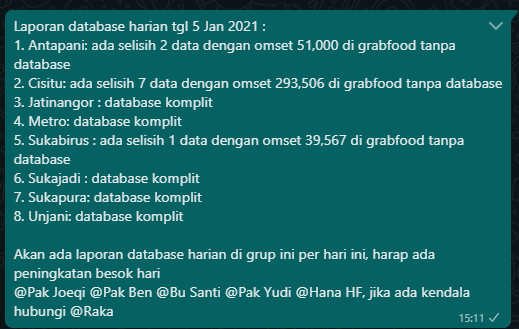 Laporan database harian tgl 5 Jan 2021 :
1. Antapani: ada selisih 2 data dengan omset 51,000 di grabfood tanpa
database
2. Cisitu: ada selisih 7 data dengan omset 293,506 di grabfood tanpa database
3. Jatinangor : database komplit
4. Metro: database komplit
5. Sukabirus : ada selisih 1 data dengan omset 39,567 di grabfood tanpa
database
6. Sukajadi : database komplit
7. Sukapura: database komplit
8. Unjani: database komplit

Akan ada laporan database harian di grup ini per hari ini, harap ada
peningkatan besok hari
@Pak Joeqi @Pak Ben @Bu Santi @Pak Yudi @Hana HF, jika ada kendala
hubungi @Raka
15:11